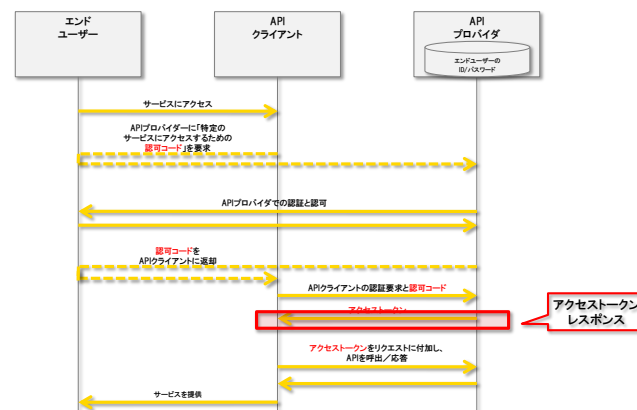 エンド
ユーザー
API
クライアント
API
プロバイダ
エンドユーザーの
ID/パスワード
サービスにアクセス
APIプロバイダーに「特定の
サービスにアクセスするための
認可コード」を要求
APIプロバイダでの認証と認可
認可コードを
APIクライアントに返却
APIクライアントの認証要求と認可コード
アクセストークン
アクセストークン
レスポンス
アクセストークンをリクエストに付加し、
APIを呼出／応答
サービスを提供